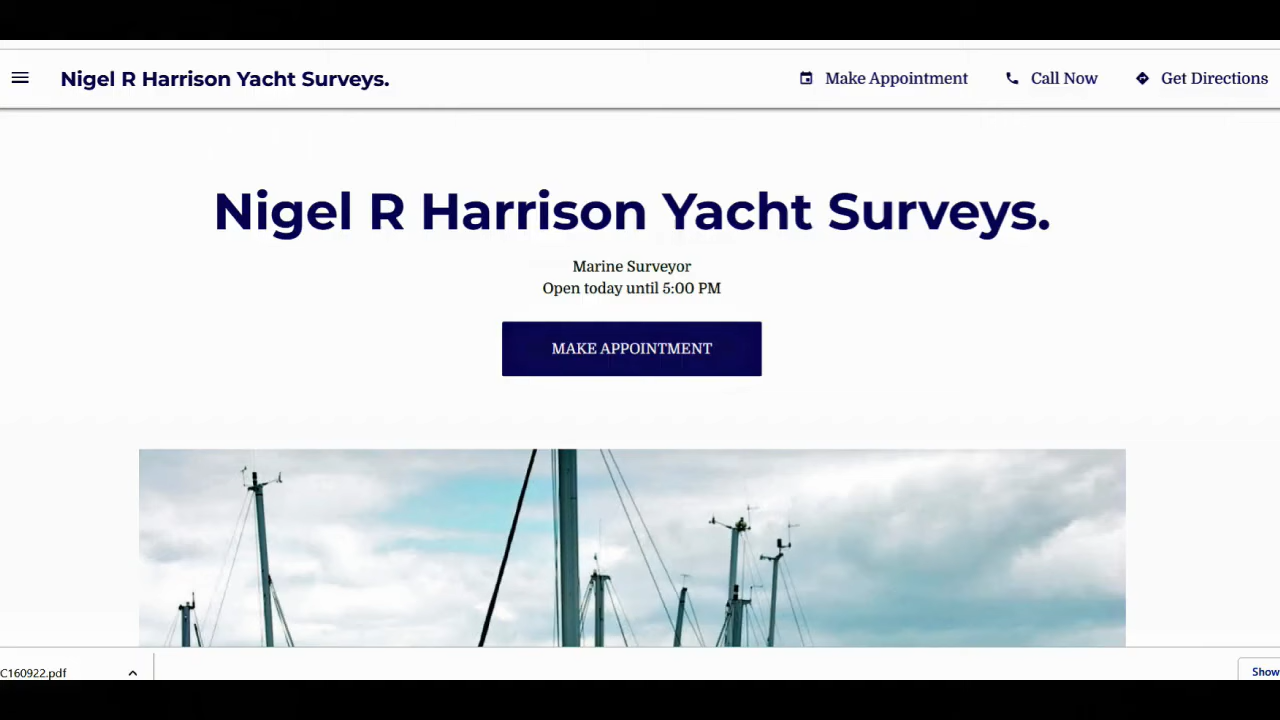 Nigel R Harrison Yacht Surveys.
Make Appointment
Call Now
Get Directions
Nigel R Harrison Yacht Surveys.
Marine Surveyor
Open today until 5:00 PM
MAKE APPOINTMENT
C160922.pdf
Show